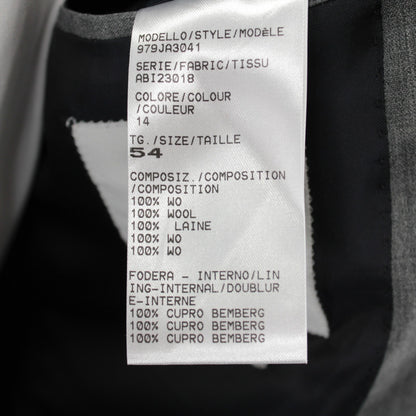 MODELLO/STYLE/MODÈLE
979JA3041
SERIE/FABRIC/TISSU
ABI23018
COLORE/COLOUR
/COULEUR
14
TG./SIZE/TAILLE
54
COMPOSIZ./COMPOSITION
/COMPOSITION
100% WO
100% WOOL
100% LAINE
100% WO
100% WO
FODERA - INTERNO/LIN
ING-INTERNAL/DOUBLUR
E-INTERNE
100% CUPRO BEMBERG
100% CUPRO BEMBERG
100% CUPRO BEMBERG